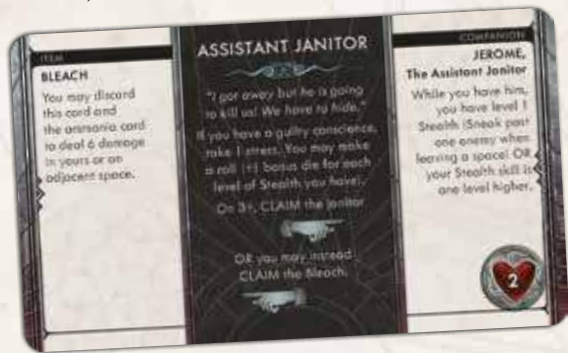 ITEM
BLEACH
You may discard
this card and
the ammonia card
to deal 6 damage
in yours or an
adjacent space.
ASSISTANT JANITOR
"I got away but he is going
to kill us! We have to hide."
If you have a guilty conscience,
take 1 stress. You may make
a roll (+1 bonus die for each
level of Stealth you have).
On 3+, CLAIM the janitor
OR you may instead
CLAIM the Bleach.
COMPANION
JEROME,
The Assistant Janitor
While you have him,
you have level 1
Stealth (Sneak past
one enemy when
leaving a space) OR
your Stealth skill is
one level higher.
2